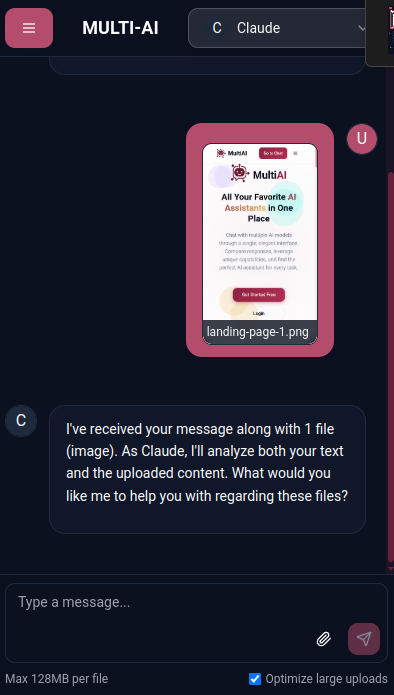 MULTI-AI
C
Claude
U
MultiAI
Go to Chat
MultiAI
All Your Favorite AI
Assistants in One
Place
Chat with multiple AI models
through a single, elegant interface.
Compare responses, leverage
unique capabilities, and find the
perfect AI assistant for every task.
Get Started Free
Login
landing-page-1.png
C
I've received your message along with 1 file
(image). As Claude, I'll analyze both your text
and the uploaded content. What would you
like me to help you with regarding these files?
Type a message...
Max 128MB per file
Optimize large uploads